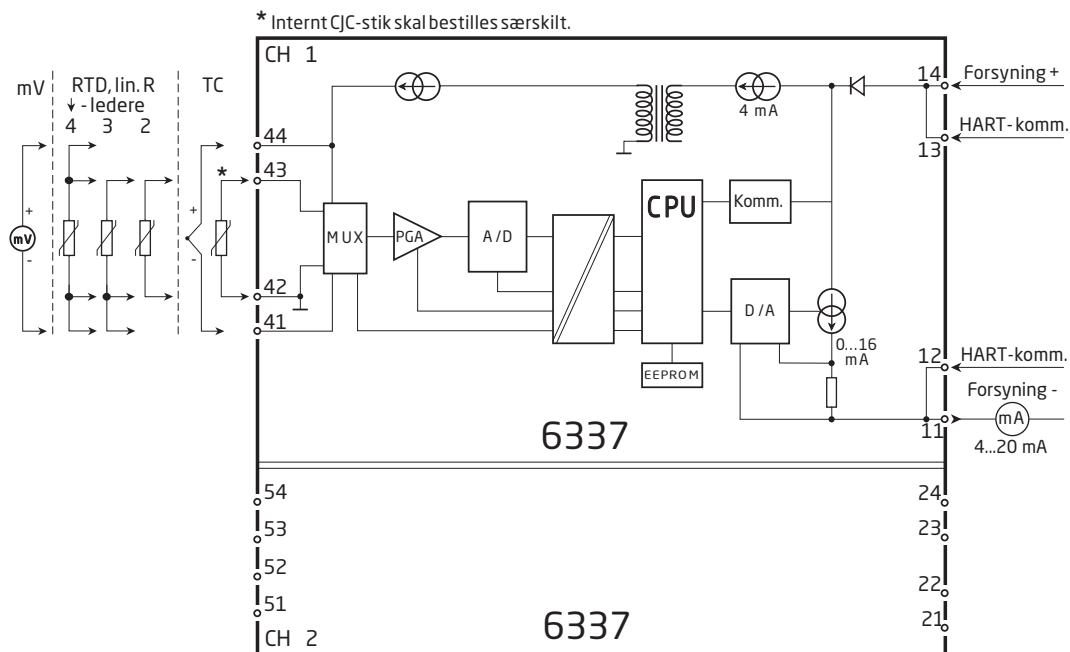 * Internt CJC-stik skal bestilles særskilt.
CH 1
mV
RTD, lin. R
- ledere
4 3 2
TC
44
43
*
42
41
+
mV
-
+
-
MUX
PGA
A/D
CPU
Komm.
EEPROM
D/A
4 mA
0...16
mA
14
Forsyning +
HART-komm.
13
12
HART-komm.
Forsyning -
11
mA
4...20 mA
6337
54
53
52
51
24
23
22
21
6337
CH 2